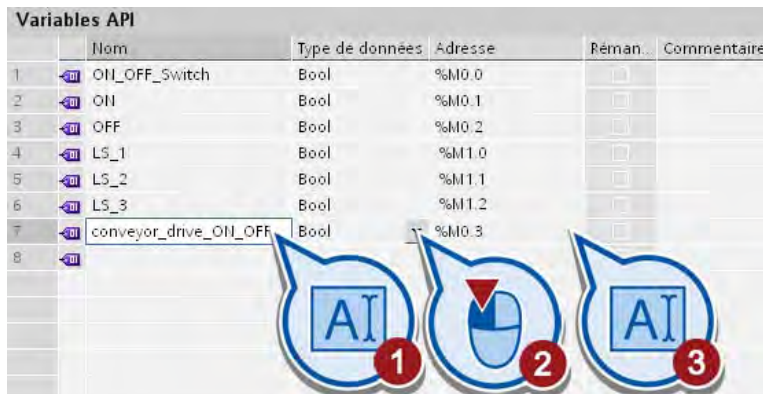 Variables API
Nom Type de données Adresse Réman.. Commentaire
1 ON_OFF_Switch Bool %M0.0
2 ON Bool %M0.1
3 OFF Bool %M0.2
4 LS_1 Bool %M1.0
5 LS_2 Bool %M1.1
6 LS_3 Bool %M1.2
7 conveyor_drive_ON_OFF Bool %M0.3
8
A A
1 2 3